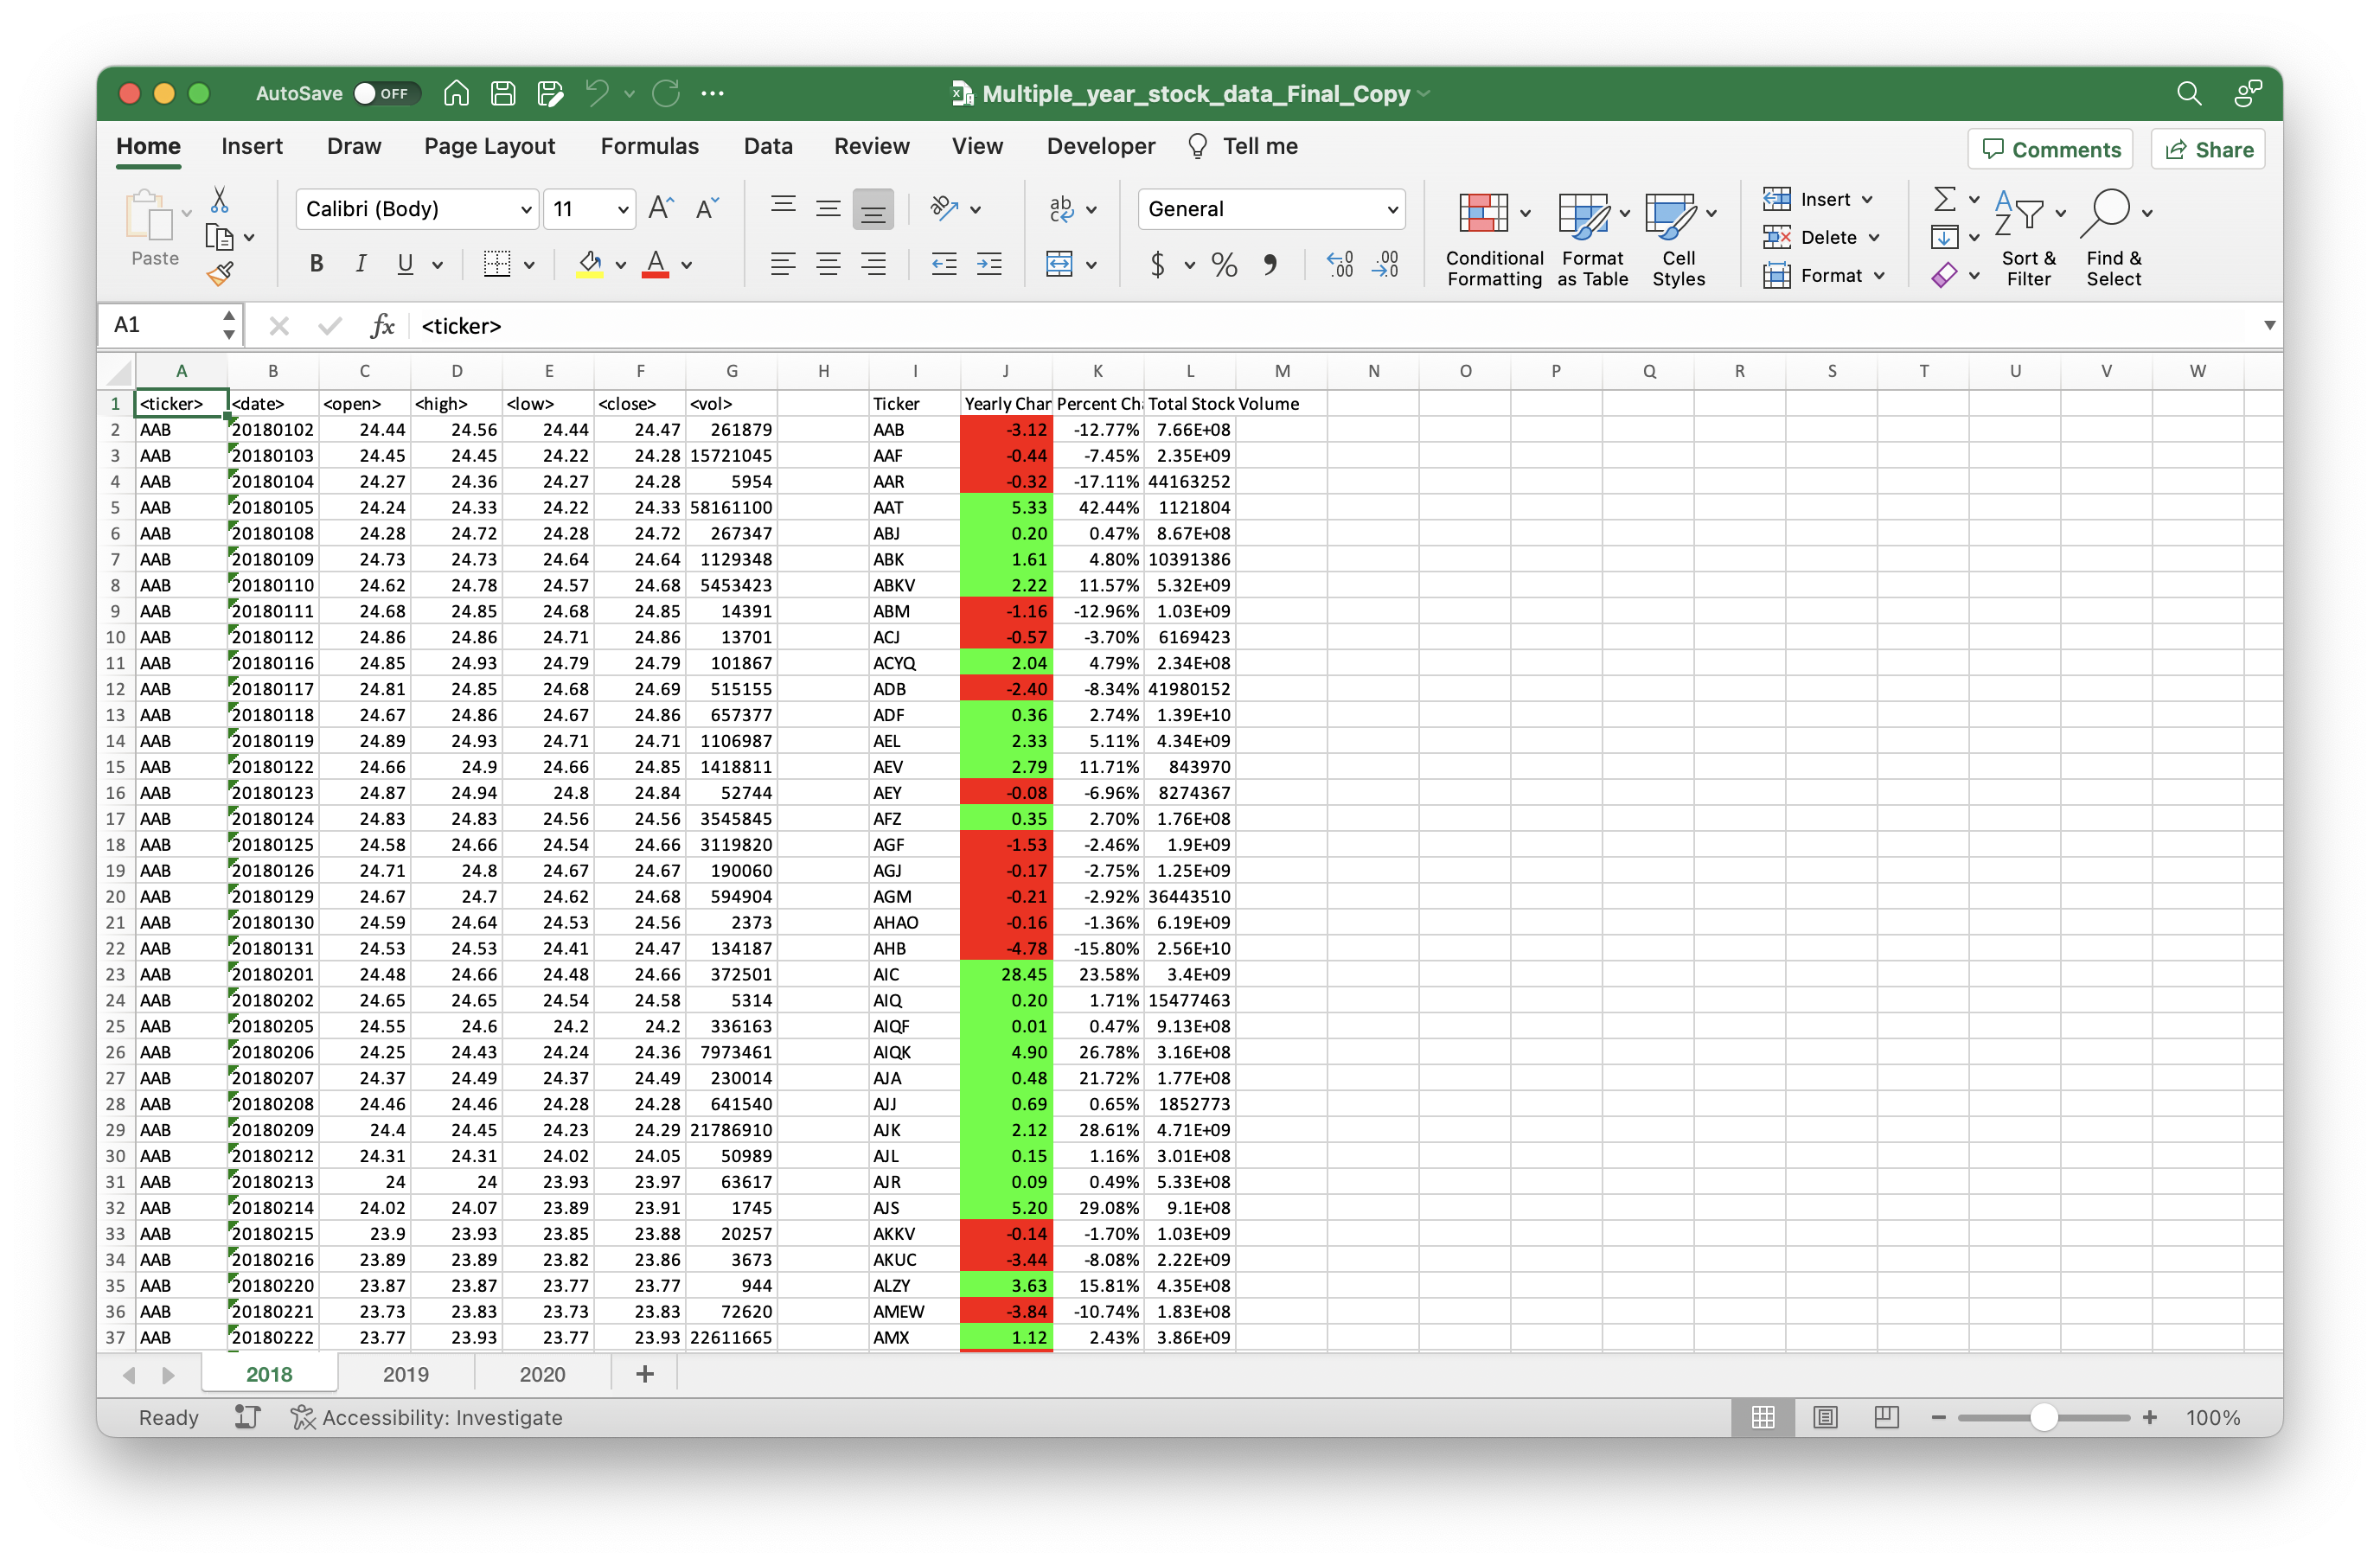 AutoSave OFF Multiple_year_stock_data_Final_Copy
Home Insert Draw Page Layout Formulas Data Review View Developer Tell me Comments Share
Paste Calibri (Body) 11 General Conditional Formatting Format as Table Cell Styles Insert Delete Format Sort & Filter Find & Select
A1 fx <ticker>
A B C D E F G H I J K L M N O P Q R S T U V W
1 <ticker> <date> <open> <high> <low> <close> <vol> Ticker Yearly Char Percent Ch Total Stock Volume
2 AAB 20180102 24.44 24.56 24.44 24.47 261879 AAB -3.12 -12.77% 7.66E+08
3 AAB 20180103 24.45 24.45 24.22 24.28 15721045 AAF -0.44 -7.45% 2.35E+09
4 AAB 20180104 24.27 24.36 24.27 24.28 5954 AAR -0.32 -17.11% 44163252
5 AAB 20180105 24.24 24.33 24.22 24.33 58161100 AAT 5.33 42.44% 1121804
6 AAB 20180108 24.28 24.72 24.28 24.72 267347 ABJ 0.20 0.47% 8.67E+08
7 AAB 20180109 24.73 24.73 24.64 24.64 1129348 ABK 1.61 4.80% 10391386
8 AAB 20180110 24.62 24.78 24.57 24.68 5453423 ABKV 2.22 11.57% 5.32E+09
9 AAB 20180111 24.68 24.85 24.68 24.85 14391 ABM -1.16 -12.96% 1.03E+09
10 AAB 20180112 24.86 24.86 24.71 24.86 13701 ACJ -0.57 -3.70% 6169423
11 AAB 20180116 24.85 24.93 24.79 24.79 101867 ACYQ 2.04 4.79% 2.34E+08
12 AAB 20180117 24.81 24.85 24.68 24.69 515155 ADB -2.40 -8.34% 41980152
13 AAB 20180118 24.67 24.86 24.67 24.86 657377 ADF 0.36 2.74% 1.39E+10
14 AAB 20180119 24.89 24.93 24.71 24.71 1106987 AEL 2.33 5.11% 4.34E+09
15 AAB 20180122 24.66 24.9 24.66 24.85 1418811 AEV 2.79 11.71% 843970
16 AAB 20180123 24.87 24.94 24.8 24.84 52744 AEY -0.08 -6.96% 8274367
17 AAB 20180124 24.83 24.83 24.56 24.56 3545845 AFZ 0.35 2.70% 1.76E+08
18 AAB 20180125 24.58 24.66 24.54 24.66 3119820 AGF -1.53 -2.46% 1.9E+09
19 AAB 20180126 24.71 24.8 24.67 24.67 190060 AGJ -0.17 -2.75% 1.25E+09
20 AAB 20180129 24.67 24.7 24.62 24.68 594904 AGM -0.21 -2.92% 36443510
21 AAB 20180130 24.59 24.64 24.53 24.56 2373 AHAO -0.16 -1.36% 6.19E+09
22 AAB 20180131 24.53 24.53 24.41 24.47 134187 AHB -4.78 -15.80% 2.56E+10
23 AAB 20180201 24.48 24.66 24.48 24.66 372501 AIC 28.45 23.58% 3.4E+09
24 AAB 20180202 24.65 24.65 24.54 24.58 5314 AIQ 0.20 1.71% 15477463
25 AAB 20180205 24.55 24.6 24.2 24.2 336163 AIQF 0.01 0.47% 9.13E+08
26 AAB 20180206 24.25 24.43 24.24 24.36 7973461 AIQK 4.90 26.78% 3.16E+08
27 AAB 20180207 24.37 24.49 24.37 24.49 230014 AJA 0.48 21.72% 1.77E+08
28 AAB 20180208 24.46 24.46 24.28 24.28 641540 AJJ 0.69 0.65% 1852773
29 AAB 20180209 24.4 24.45 24.23 24.29 21786910 AJK 2.12 28.61% 4.71E+09
30 AAB 20180212 24.31 24.31 24.02 24.05 50989 AJL 0.15 1.16% 3.01E+08
31 AAB 20180213 24 24 23.93 23.97 63617 AJR 0.09 0.49% 5.33E+08
32 AAB 20180214 24.02 24.07 23.89 23.91 1745 AJS 5.20 29.08% 9.1E+08
33 AAB 20180215 23.9 23.93 23.85 23.88 20257 AKKV -0.14 -1.70% 1.03E+09
34 AAB 20180216 23.89 23.89 23.82 23.86 3673 AKUC -3.44 -8.08% 2.22E+09
35 AAB 20180220 23.87 23.87 23.77 23.77 944 ALZY 3.63 15.81% 4.35E+08
36 AAB 20180221 23.73 23.83 23.73 23.83 72620 AMEW -3.84 -10.74% 1.83E+08
37 AAB 20180222 23.77 23.93 23.77 23.93 22611665 AMX 1.12 2.43% 3.86E+09
2018 2019 2020 +
Ready Accessibility: Investigate 100%